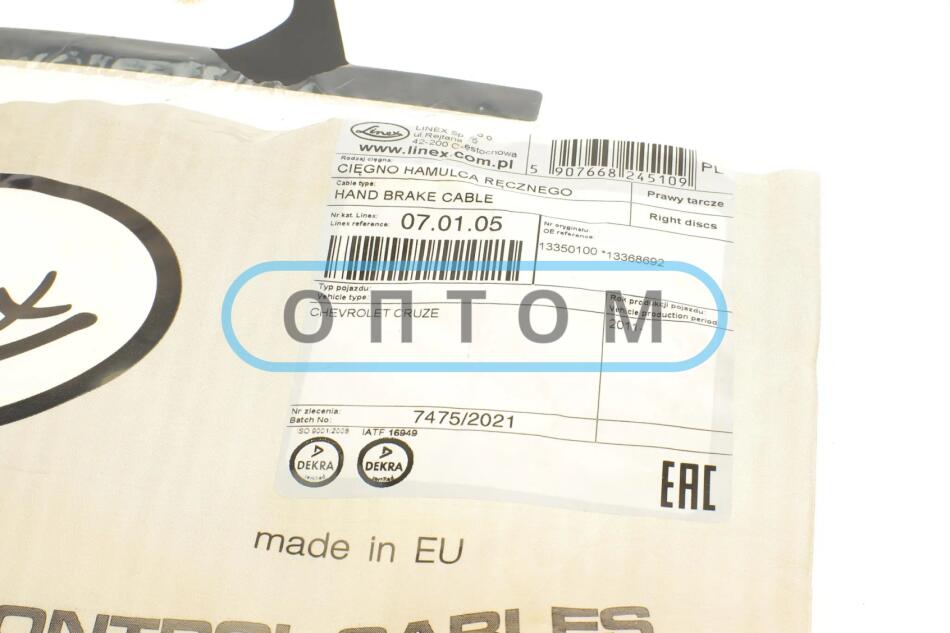 Linex
LINEX Sp. z o.o
ul. Rejtana
42-200 Częstochowa
www.linex.com.pl
5 907668 245109
PL
Rodzaj cięgna:
CIĘGNO HAMULCA RĘCZNEGO
Cable type:
HAND BRAKE CABLE
Prawy tarcze
Right discs
Nr kat. Linex:
Linex reference:
07.01.05
Nr oryginału:
OE reference:
13350100 *13368692
Typ pojazdu:
Vehicle type:
CHEVROLET CRUZE
Rok produkcji pojazdu:
Vehicle production period:
2011-
ОПТОМ
Nr zlecenia:
Batch No:
7475/2021
ISO 9001:2008
IATF 16949
DEKRA
DEKRA
EAC
made in EU
CONTROL CABLES